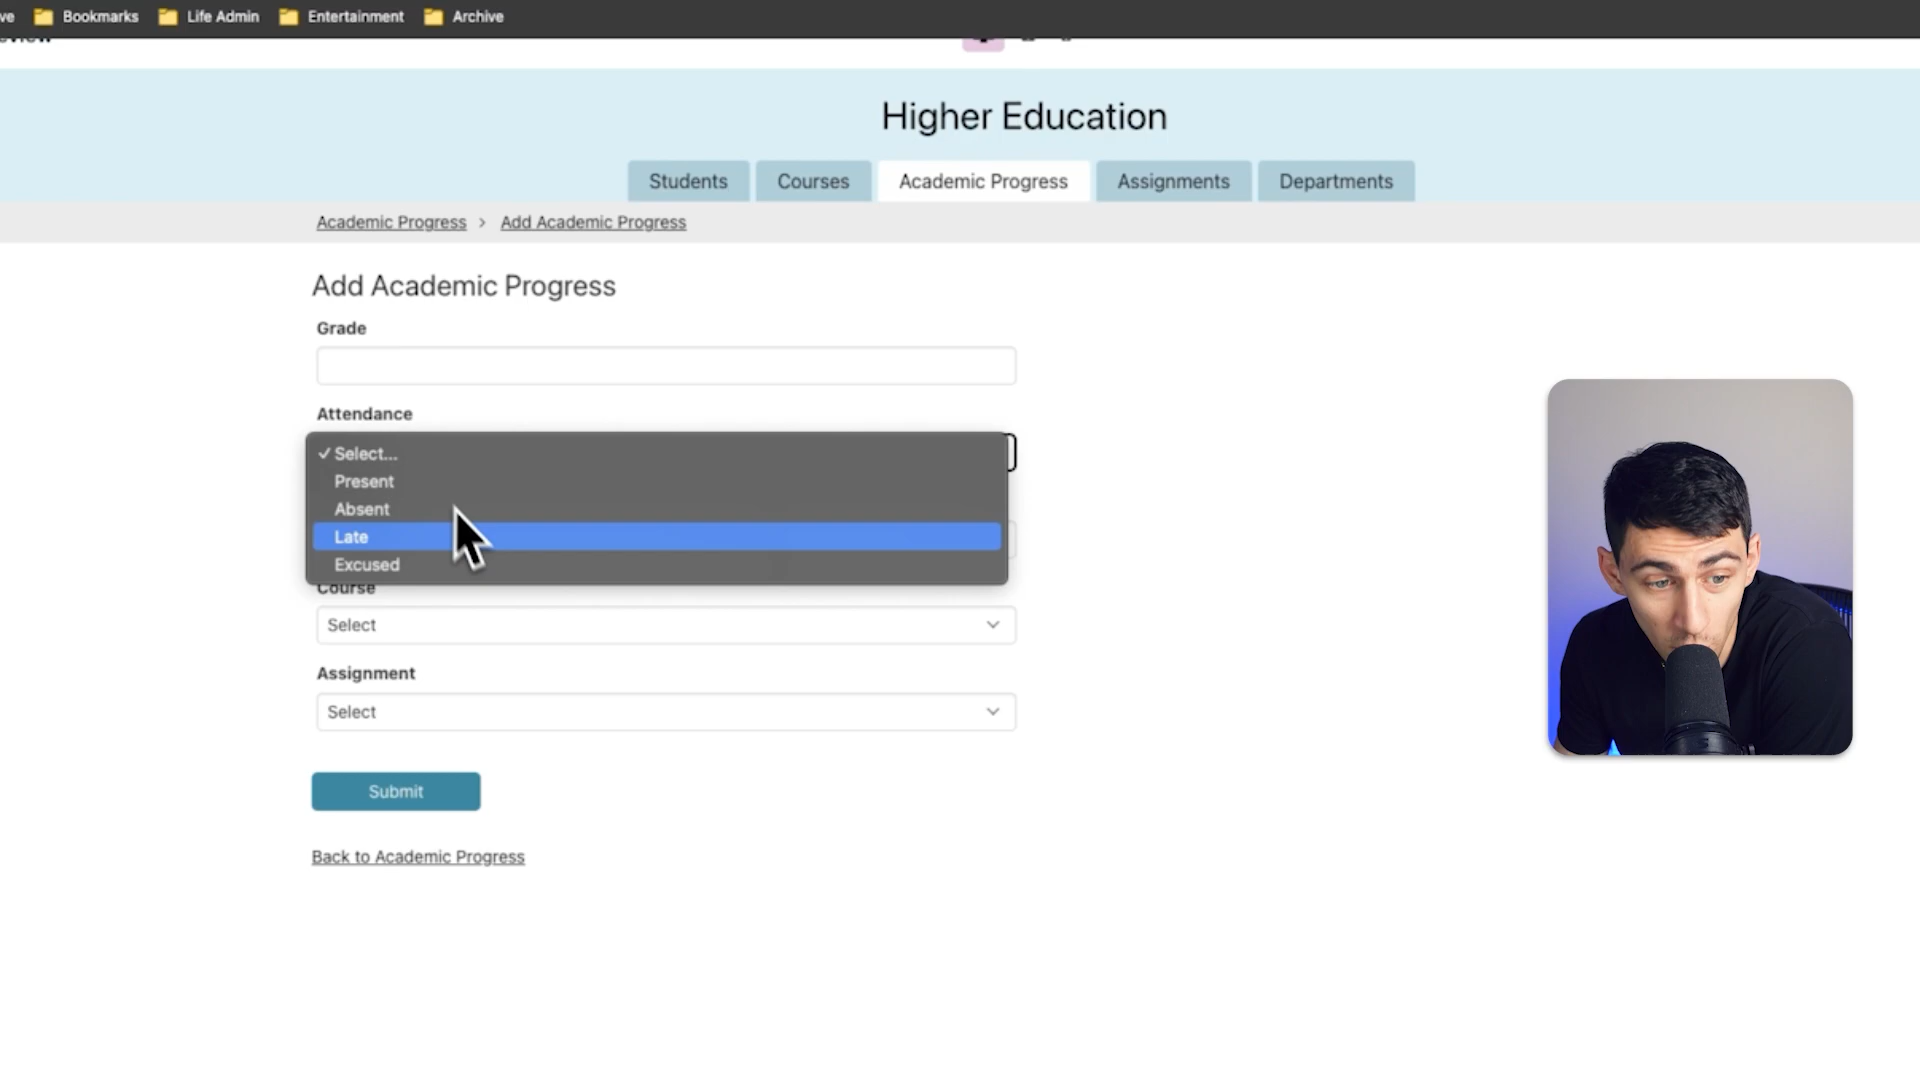 ve Bookmarks Life Admin Entertainment Archive
Higher Education
Students Courses Academic Progress Assignments Departments
Academic Progress > Add Academic Progress
Add Academic Progress
Grade
Attendance
✓ Select...
Present
Absent
Late
Excused
Course
Select
Assignment
Select
Submit
Back to Academic Progress